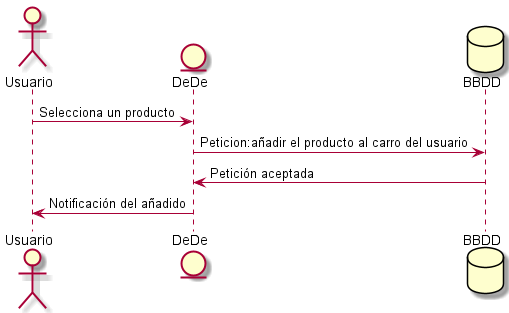 Usuario
DeDe
BBDD
Selecciona un producto
Peticion:añadir el producto al carro del usuario
Petición aceptada
Notificación del añadido
Usuario
DeDe
BBDD